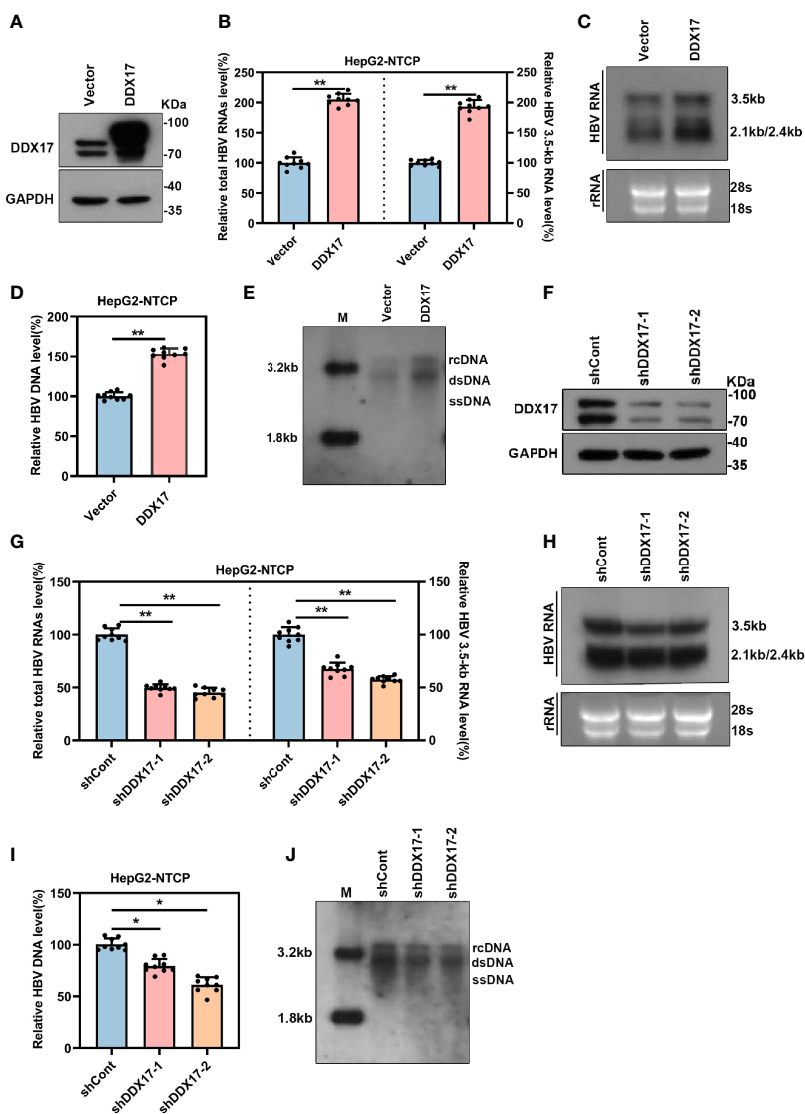 A
Vector
DDX17
KDa
DDX17
-100
-70
GAPDH
-40
-35
B
HepG2-NTCP
Relative total HBV RNAs level(%)
250
200
150
100
50
0
**
**
250
200
150
100
50
0
Relative HBV 3.5-kb RNA level(%)
Vector
DDX17
Vector
DDX17
C
Vector
DDX17
HBV RNA
3.5kb
2.1kb/2.4kb
rRNA
28s
18s
D
HepG2-NTCP
Relative HBV DNA level(%)
200
150
100
50
0
**
Vector
DDX17
E
M
Vector
DDX17
3.2kb
1.8kb
rcDNA
dsDNA
ssDNA
F
shCont
shDDX17-1
shDDX17-2
KDa
DDX17
-100
-70
GAPDH
-40
-35
G
HepG2-NTCP
Relative total HBV RNAs level(%)
150
100
50
0
**
**
**
**
150
100
50
0
Relative HBV 3.5-kb RNA level(%)
shCont
shDDX17-1
shDDX17-2
shCont
shDDX17-1
shDDX17-2
H
shCont
shDDX17-1
shDDX17-2
HBV RNA
3.5kb
2.1kb/2.4kb
rRNA
28s
18s
I
HepG2-NTCP
Relative HBV DNA level(%)
150
100
50
0
*
*
shCont
shDDX17-1
shDDX17-2
J
M
shCont
shDDX17-1
shDDX17-2
3.2kb
1.8kb
rcDNA
dsDNA
ssDNA